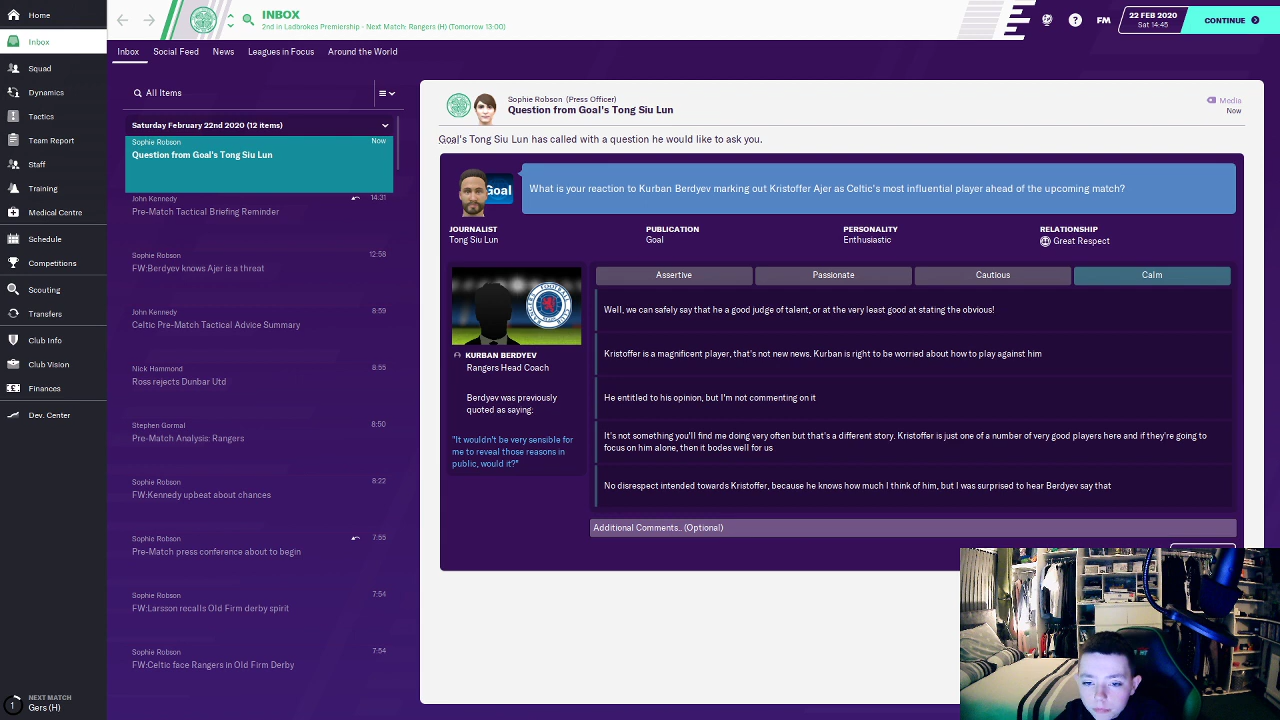 Home
Inbox
Squad
Dynamics
Tactics
Team Report
Staff
Training
Medical Centre
Schedule
Competitions
Scouting
Transfers
Club Info
Club Vision
Finances
Dev. Center
1
NEXT MATCH
Gers (H)
INBOX
2nd in Ladbrokes Premiership - Next Match: Rangers (H) (Tomorrow 13:00)
?
FM
22 FEB 2020
Sat 14:45
CONTINUE
Inbox
Social Feed
News
Leagues in Focus
Around the World
All Items
Saturday February 22nd 2020 (12 items)
Sophie Robson
Now
Question from Goal's Tong Siu Lun
John Kennedy
14:31
Pre-Match Tactical Briefing Reminder
Sophie Robson
12:58
FW:Berdyev knows Ajer is a threat
John Kennedy
8:59
Celtic Pre-Match Tactical Advice Summary
Nick Hammond
8:55
Ross rejects Dunbar Utd
Stephen Gormal
8:50
Pre-Match Analysis: Rangers
Sophie Robson
8:22
FW:Kennedy upbeat about chances
Sophie Robson
7:55
Pre-Match press conference about to begin
Sophie Robson
7:54
FW:Larsson recalls Old Firm derby spirit
Sophie Robson
7:54
FW:Celtic face Rangers in Old Firm Derby
Sophie Robson (Press Officer)
Question from Goal's Tong Siu Lun
Media
Now
Goal's Tong Siu Lun has called with a question he would like to ask you.
Goal
What is your reaction to Kurban Berdyev marking out Kristoffer Ajer as Celtic's most influential player ahead of the upcoming match?
JOURNALIST
Tong Siu Lun
PUBLICATION
Goal
PERSONALITY
Enthusiastic
RELATIONSHIP
Great Respect
KURBAN BERDYEV
Rangers Head Coach
Berdyev was previously
quoted as saying:
"It wouldn't be very sensible for
me to reveal those reasons in
public, would it?"
Assertive
Passionate
Cautious
Calm
Well, we can safely say that he a good judge of talent, or at the very least good at stating the obvious!
Kristoffer is a magnificent player, that's not new news. Kurban is right to be worried about how to play against him
He entitled to his opinion, but I'm not commenting on it
It's not something you'll find me doing very often but that's a different story. Kristoffer is just one of a number of very good players here and if they're going to
focus on him alone, then it bodes well for us
No disrespect intended towards Kristoffer, because he knows how much I think of him, but I was surprised to hear Berdyev say that
Additional Comments.. (Optional)